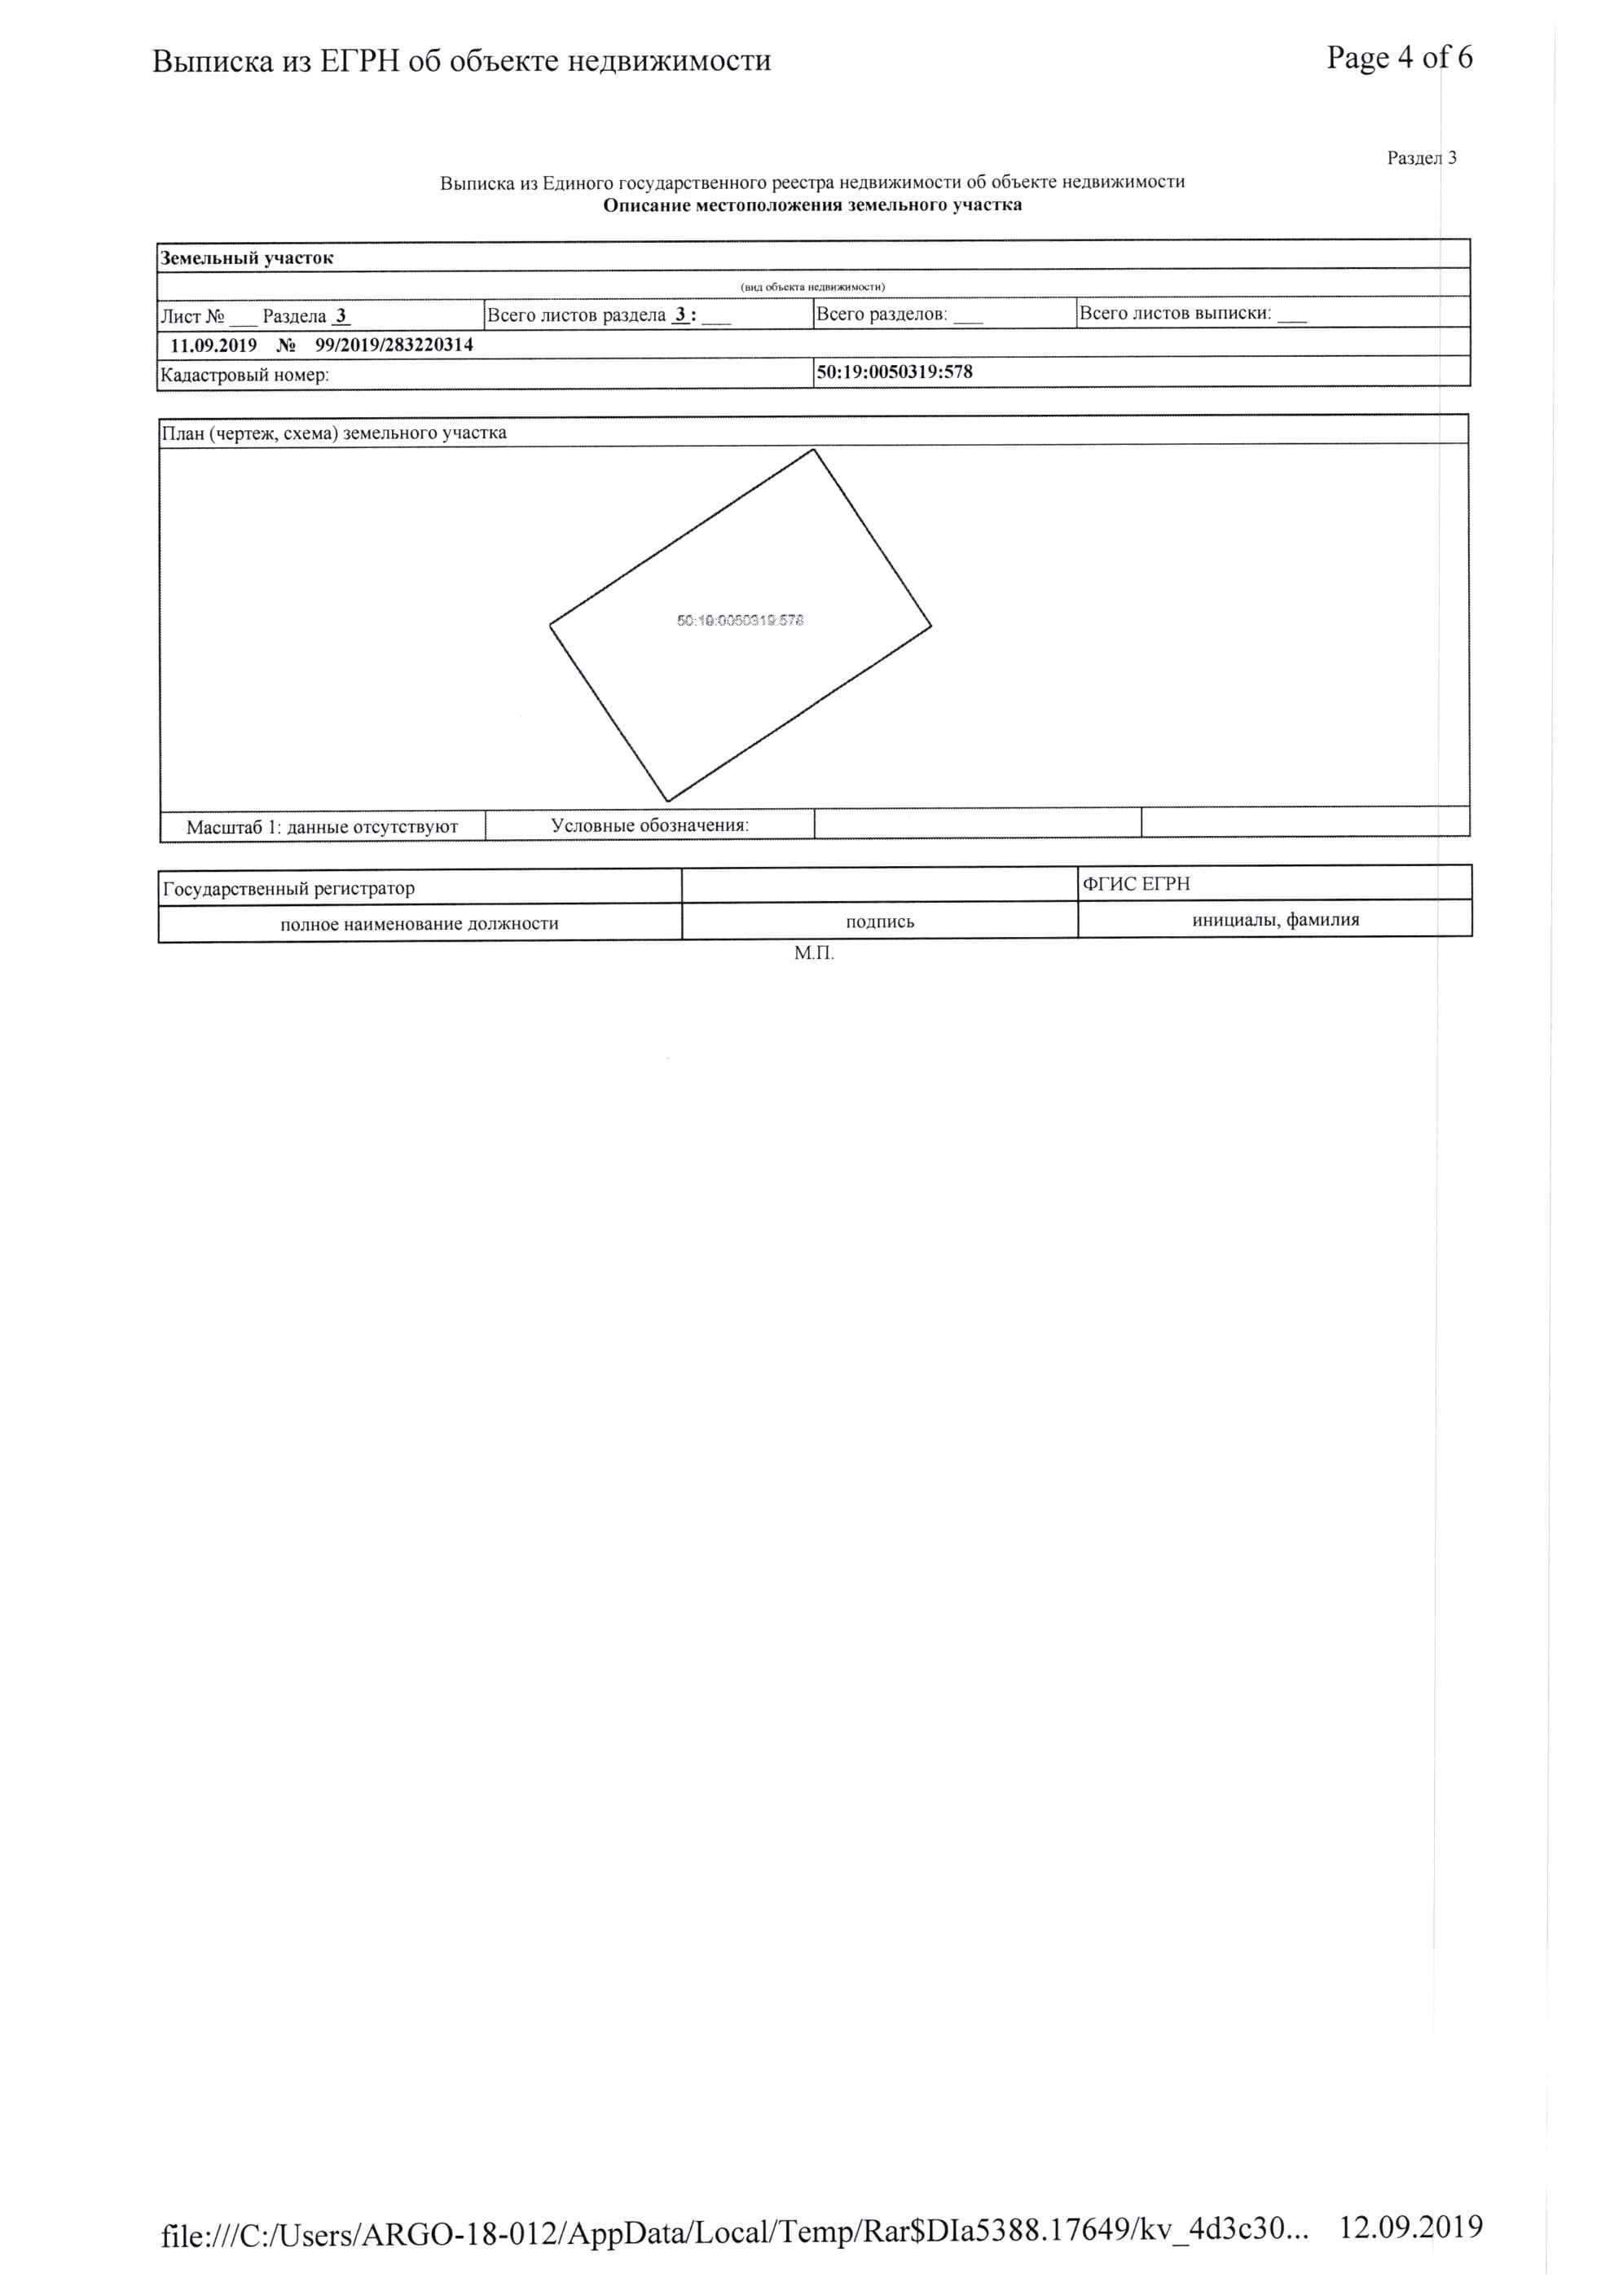 Выписка из ЕГРН об объекте недвижимости Page 4 of 6
Раздел 3
Выписка из Единого государственного реестра недвижимости об объекте недвижимости
Описание местоположения земельного участка
Земельный участок
(вид объекта недвижимости)
Лист № ___ Раздела 3 Всего листов раздела 3 : ___ Всего разделов: ___ Всего листов выписки: ___
11.09.2019 № 99/2019/283220314
Кадастровый номер: 50:19:0050319:578
План (чертеж, схема) земельного участка
50:19:0050319:578
Масштаб 1: данные отсутствуют Условные обозначения:
Государственный регистратор ФГИС ЕГРН
полное наименование должности подпись инициалы, фамилия
М.П.
file:///C:/Users/ARGO-18-012/AppData/Local/Temp/Rar$DIa5388.17649/kv_4d3c30... 12.09.2019